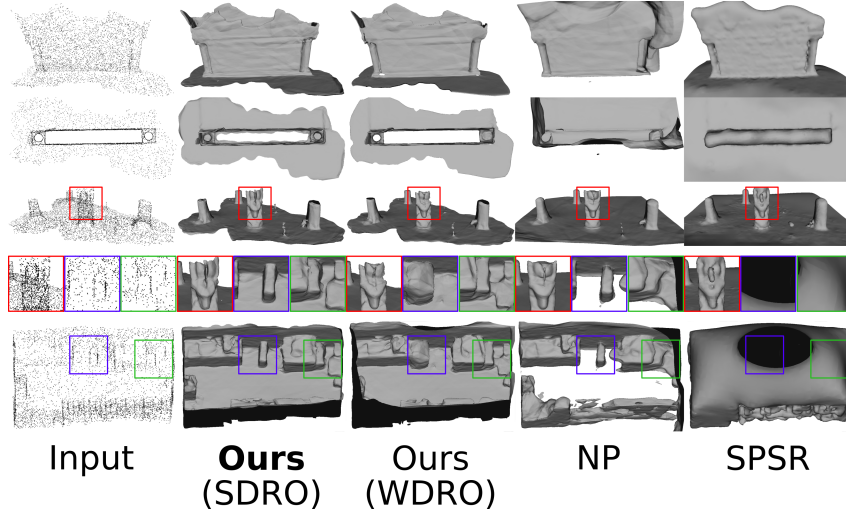 Input
Ours
(SDRO)
Ours
(WDRO)
NP
SPSR